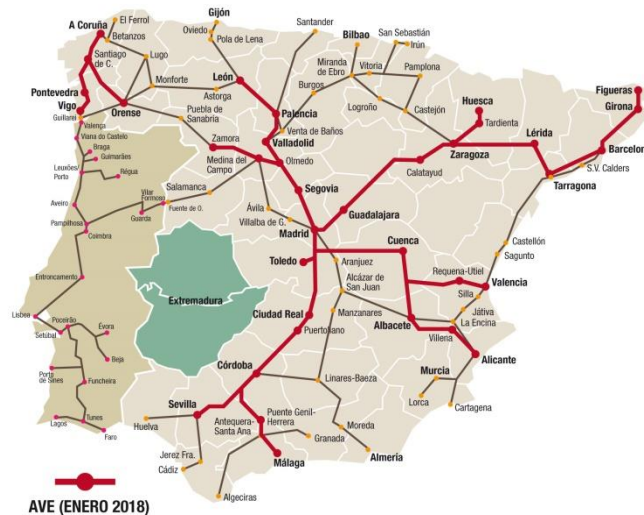 A Coruña
El Ferrol
Betanzos
Santiago
de C.
Lugo
Monforte
Pontevedra
Vigo
Guillarei
Orense
Oviedo
Gijón
Pola de Lena
León
Astorga
Puebla de
Sanabria
Santander
Palencia
Venta de Baños
Valladolid
Burgos
Bilbao
Miranda
de Ebro
Vitoria
San Sebastián
Irún
Pamplona
Logroño
Castejón
Huesca
Tardienta
Zaragoza
Calatayud
Lérida
Tarragona
S.V. Calders
Barcelon
Girona
Figueras
Zamora
Medina del
Campo
Olmedo
Segovia
Salamanca
Fuente de O.
Ávila
Villalba de G.
Madrid
Guadalajara
Toledo
Aranjuez
Alcázar de
San Juan
Manzanares
Cuenca
Requena-Utiel
Valencia
Silla
Castellón
Sagunto
Játiva
La Encina
Albacete
Villena
Alicante
Murcia
Lorca
Cartagena
Extremadura
Ciudad Real
Puertollano
Córdoba
Linares-Baeza
Sevilla
Huelva
Jerez Fra.
Cádiz
Algeciras
Antequera-
Santa Ana
Puente Genil-
Herrera
Málaga
Granada
Moreda
Almería
Valença
Viana do Castelo
Braga
Guimarães
Leuxões/
Porto
Régua
Aveiro
Vilar
Formoso
Guarda
Pampilhosa
Coimbra
Entroncamento
Lisboa
Poceirão
Setubal
Évora
Beja
Porto
de Sines
Funcheira
Lagos
Tunes
Faro
AVE (ENERO 2018)